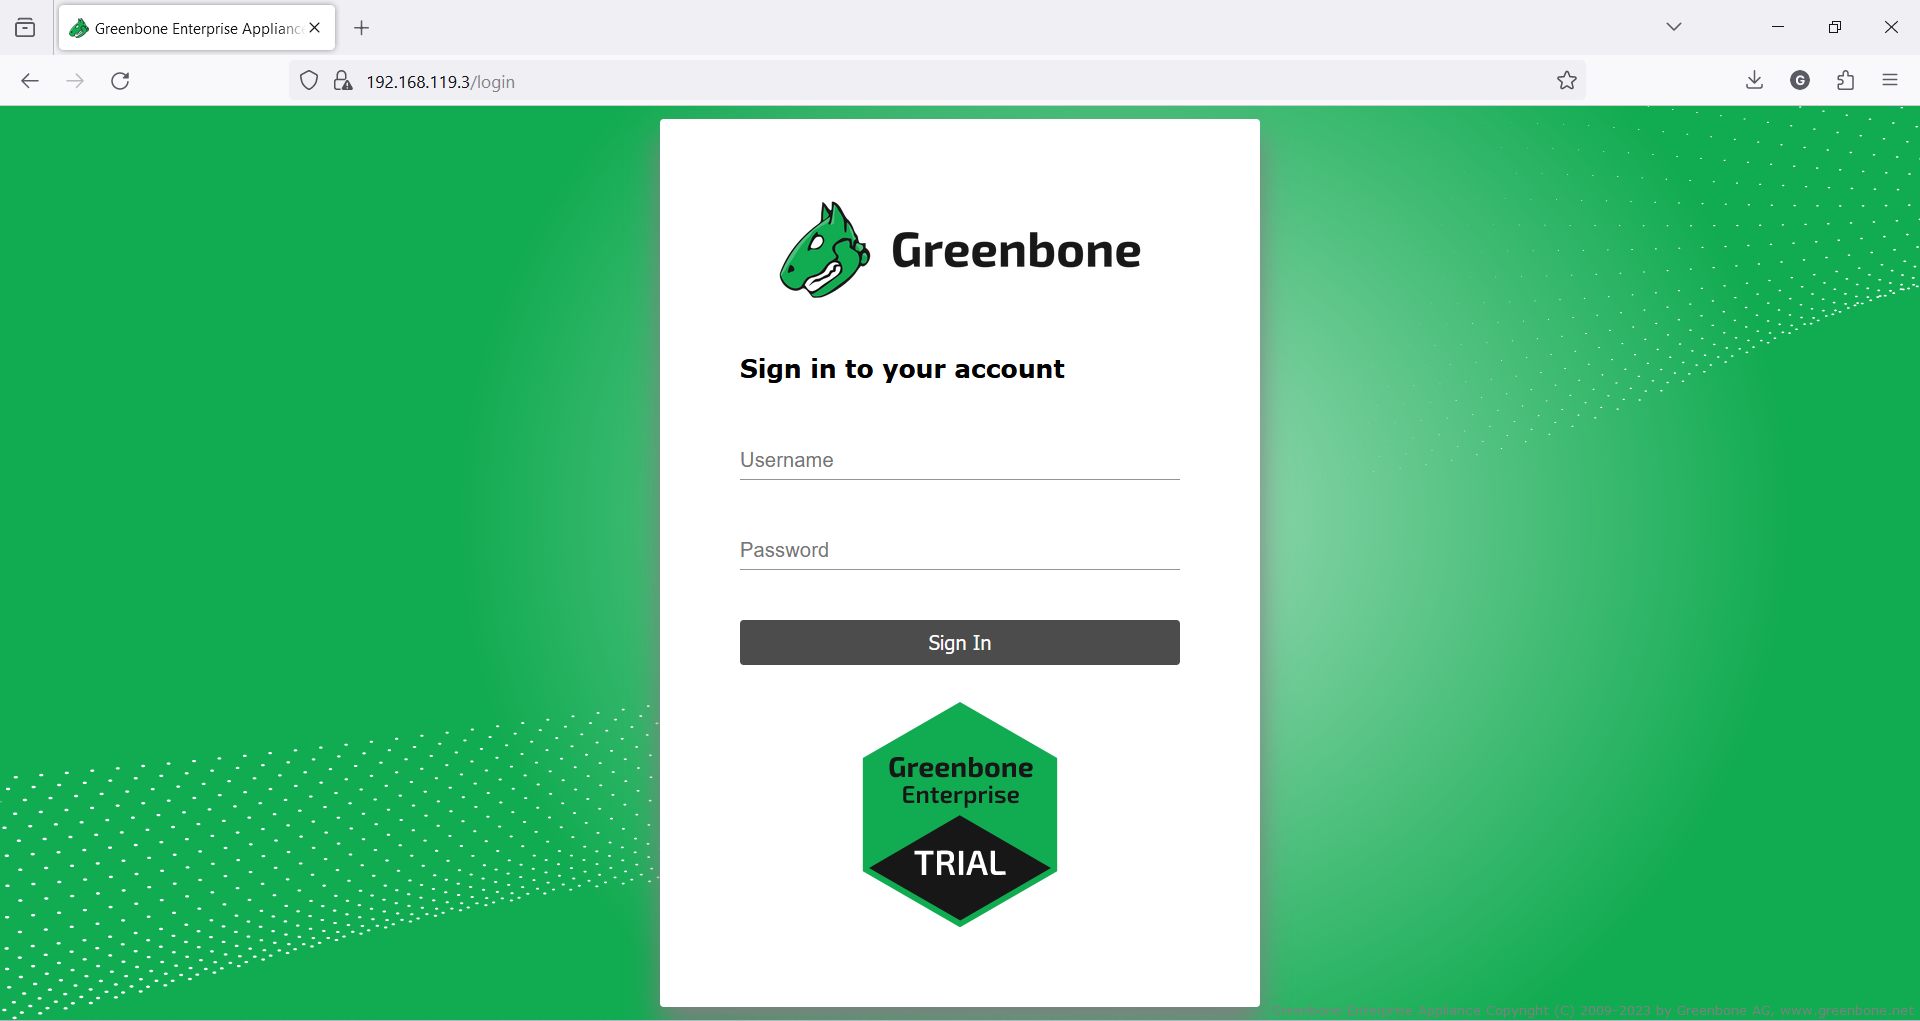 Greenbone Enterprise Applianc
192.168.119.3/login
G
Greenbone
Sign in to your account
Username
Password
Sign In
Greenbone
Enterprise
TRIAL
Greenbone Enterprise Appliance Copyright (C) 2009-2023 by Greenbone AG, www.greenbone.net